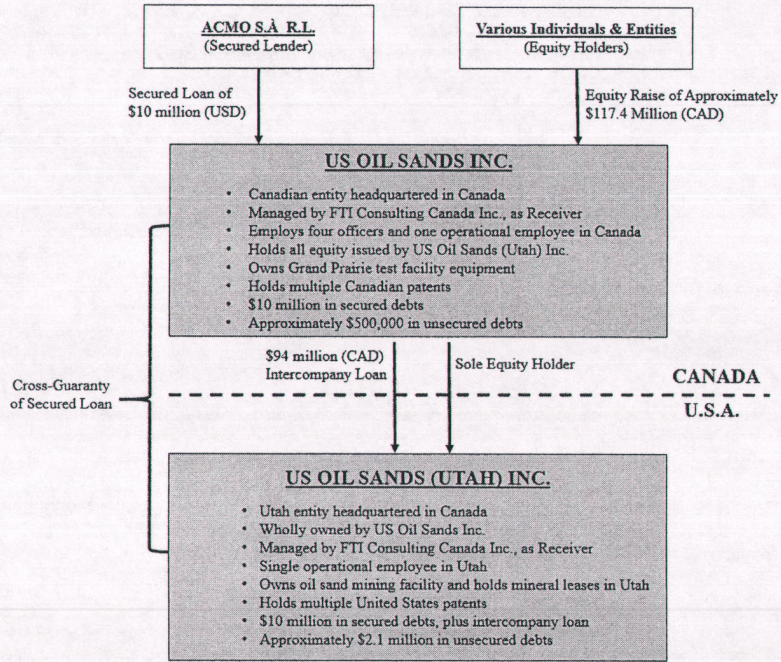 ACMO S.À R.L.
(Secured Lender)
Various Individuals & Entities
(Equity Holders)
Secured Loan of
$10 million (USD)
Equity Raise of Approximately
$117.4 Million (CAD)
US OIL SANDS INC.
• Canadian entity headquartered in Canada
• Managed by FTI Consulting Canada Inc., as Receiver
• Employs four officers and one operational employee in Canada
• Holds all equity issued by US Oil Sands (Utah) Inc.
• Owns Grand Prairie test facility equipment
• Holds multiple Canadian patents
• $10 million in secured debts
• Approximately $500,000 in unsecured debts
$94 million (CAD)
Intercompany Loan
Sole Equity Holder
Cross-Guaranty
of Secured Loan
CANADA
U.S.A.
US OIL SANDS (UTAH) INC.
• Utah entity headquartered in Canada
• Wholly owned by US Oil Sands Inc.
• Managed by FTI Consulting Canada Inc., as Receiver
• Single operational employee in Utah
• Owns oil sand mining facility and holds mineral leases in Utah
• Holds multiple United States patents
• $10 million in secured debts, plus intercompany loan
• Approximately $2.1 million in unsecured debts